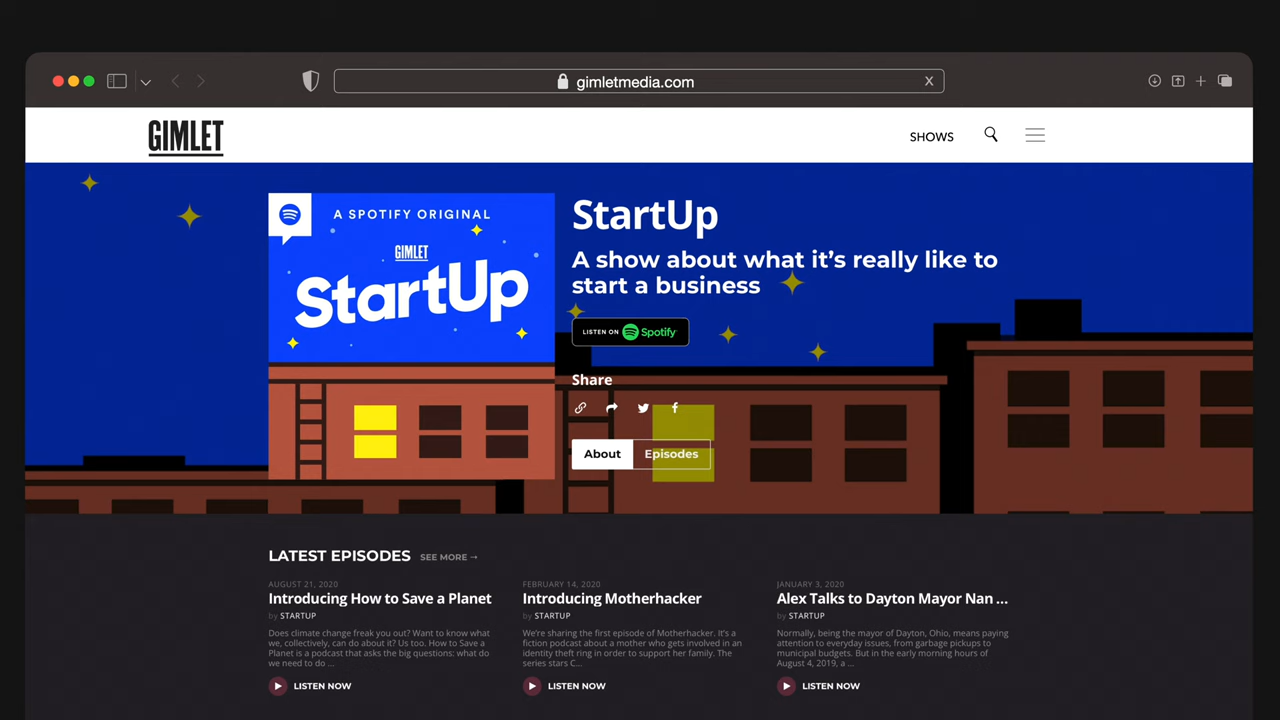 gimletmedia.com
GIMLET
SHOWS
A SPOTIFY ORIGINAL
GIMLET
StartUp
StartUp
A show about what it's really like to
start a business
LISTEN ON Spotify
Share
About
Episodes
LATEST EPISODES
SEE MORE →
AUGUST 21, 2020
Introducing How to Save a Planet
by STARTUP
Does climate change freak you out? Want to know what
we, collectively, can do about it? Us too. How to Save a
Planet is a podcast that asks the big questions: what do
we need to do ...
LISTEN NOW
FEBRUARY 14, 2020
Introducing Motherhacker
by STARTUP
We're sharing the first episode of Motherhacker. It's a
fiction podcast about a mother who gets involved in an
identity theft ring in order to support her family. The
series stars C...
LISTEN NOW
JANUARY 3, 2020
Alex Talks to Dayton Mayor Nan ...
by STARTUP
Normally, being the mayor of Dayton, Ohio, means paying
attention to everyday issues, from garbage pickups to
municipal budgets. But in the early morning hours of
August 4, 2019, a ...
LISTEN NOW